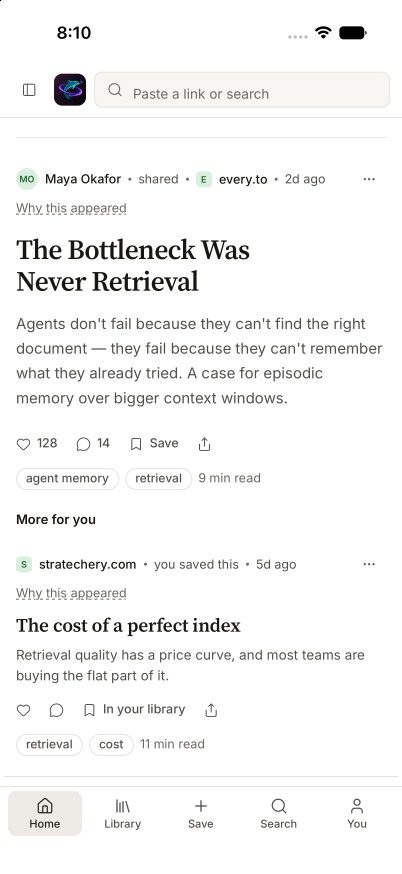 8:10
Paste a link or search
MO Maya Okafor • shared • E every.to • 2d ago
Why this appeared
The Bottleneck Was
Never Retrieval
Agents don't fail because they can't find the right
document — they fail because they can't remember
what they already tried. A case for episodic
memory over bigger context windows.
128 14 Save
agent memory retrieval 9 min read
More for you
S stratechery.com • you saved this • 5d ago
Why this appeared
The cost of a perfect index
Retrieval quality has a price curve, and most teams are
buying the flat part of it.
In your library
retrieval cost 11 min read
Home Library Save Search You